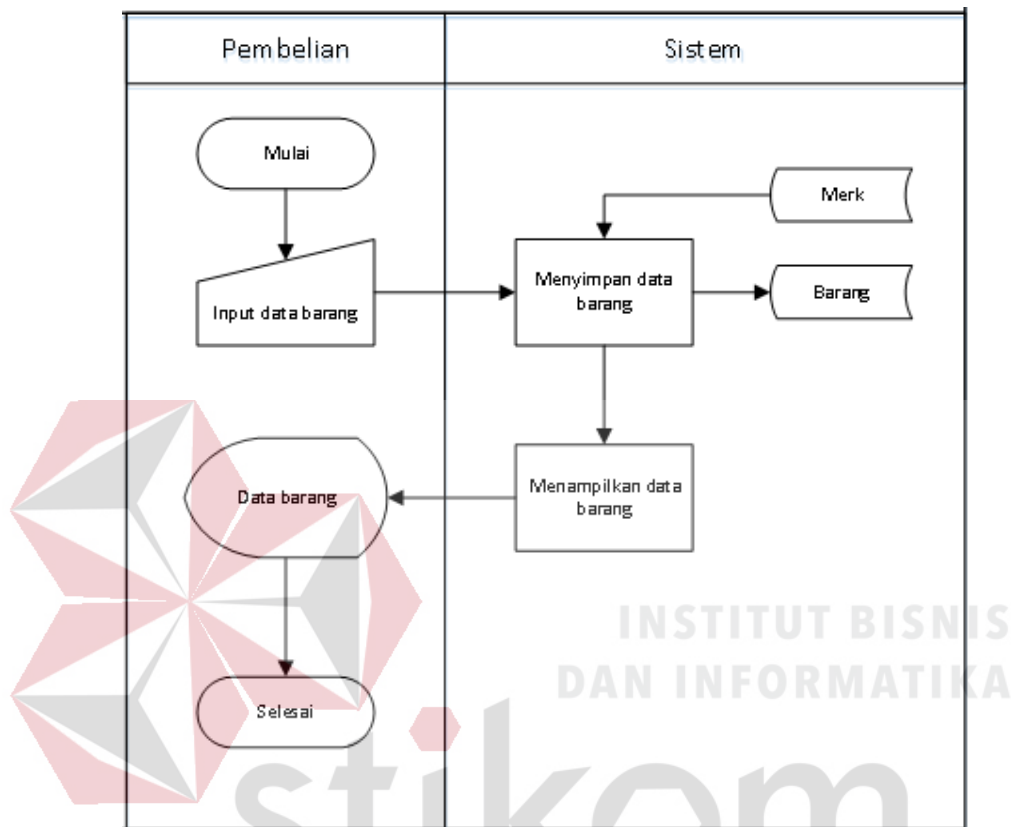 Pembelian
Sistem
Mulai
Merk
Input data barang
Menyimpan data
barang
Barang
Data barang
Menampilkan data
barang
INSTITUT BISNIS
DAN INFORMATIKA
Selesai
stikom